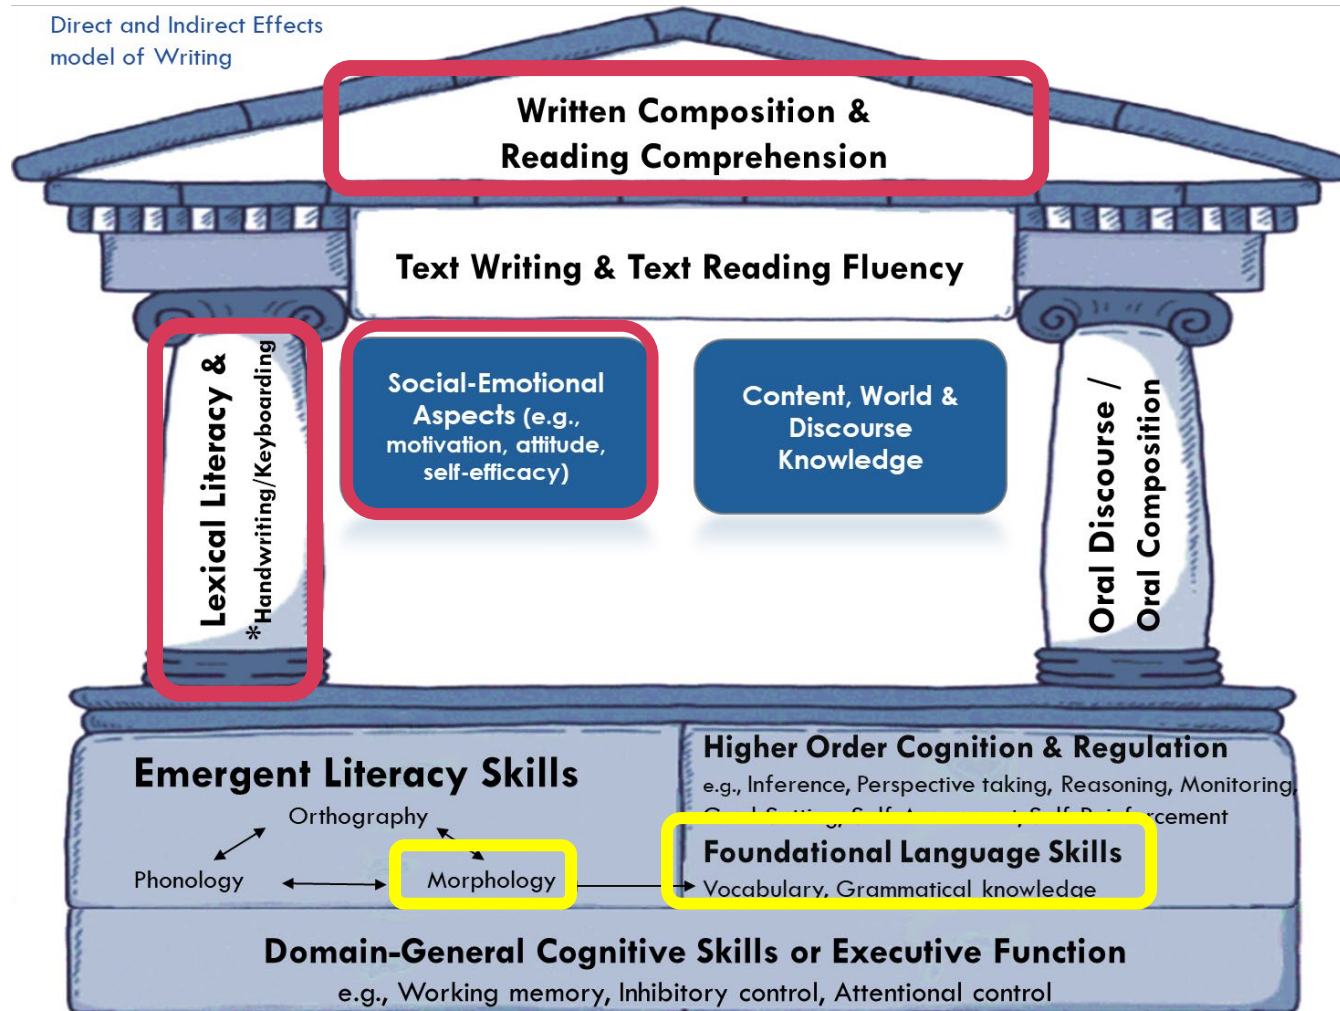 Direct and Indirect Effects
model of Writing
Written Composition &
Reading Comprehension
Text Writing & Text Reading Fluency
Lexical Literacy &
*Handwriting/Keyboarding
Social-Emotional
Aspects (e.g.,
motivation, attitude,
self-efficacy)
Content, World &
Discourse
Knowledge
Oral Discourse /
Oral Composition
Emergent Literacy Skills
Orthography
Phonology
Morphology
Higher Order Cognition & Regulation
e.g., Inference, Perspective taking, Reasoning, Monitoring,
Foundational Language Skills
Vocabulary, Grammatical knowledge
Domain-General Cognitive Skills or Executive Function
e.g., Working memory, Inhibitory control, Attentional control